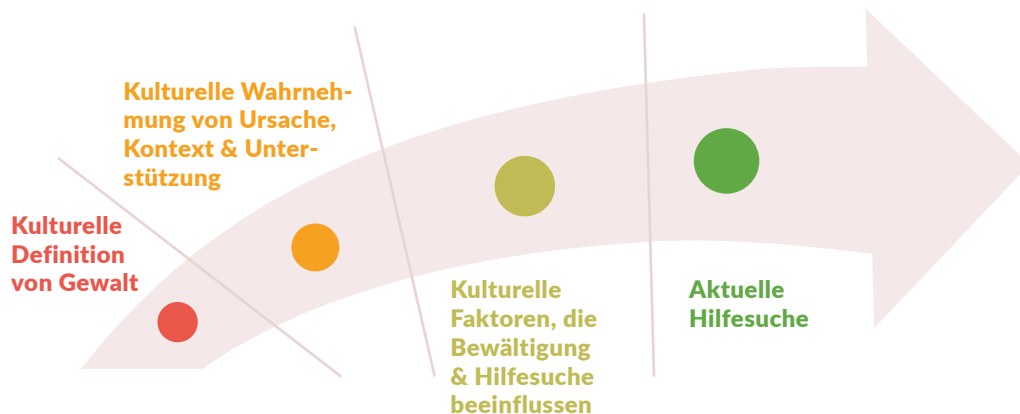 Kulturelle
Definition
von Gewalt
Kulturelle Wahrneh-
mung von Ursache,
Kontext & Unter-
stützung
Kulturelle
Faktoren, die
Bewältigung
& Hilfesuche
beeinflussen
Aktuelle
Hilfesuche